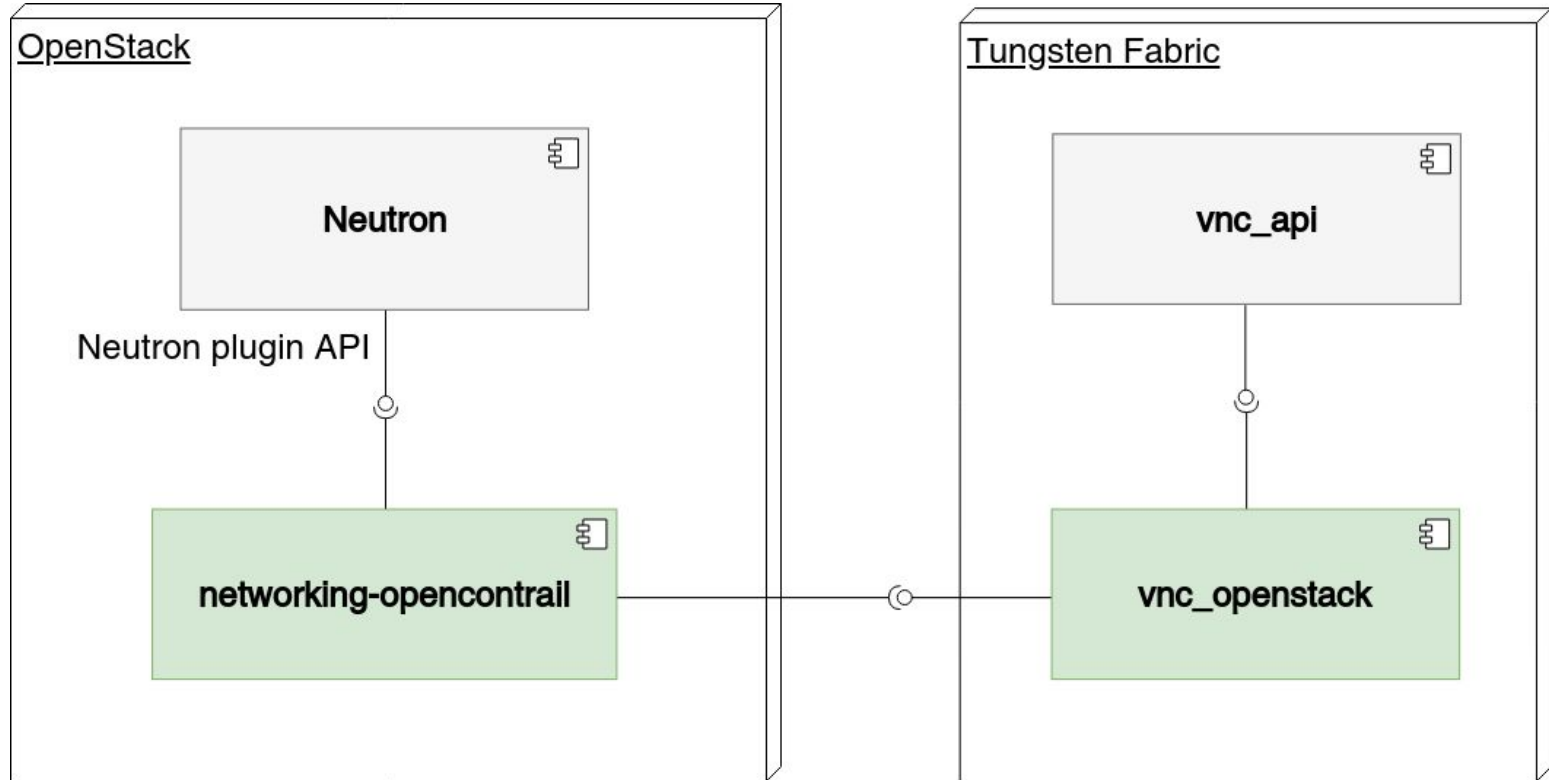 OpenStack
Neutron
Neutron plugin API
networking-opencontrail
Tungsten Fabric
vnc_api
vnc_openstack